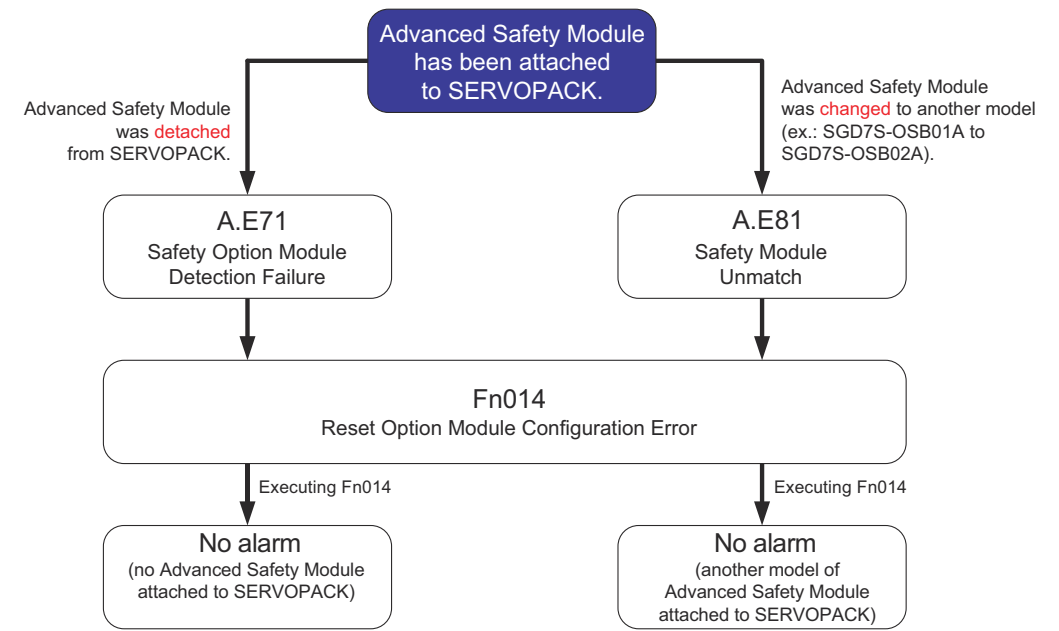 Advanced Safety Module
has been attached
to SERVOPACK.
Advanced Safety Module
was detached
from SERVOPACK.
Advanced Safety Module
was changed to another model
(ex.: SGD7S-OSB01A to
SGD7S-OSB02A).
A.E71
Safety Option Module
Detection Failure
A.E81
Safety Module
Unmatch
Fn014
Reset Option Module Configuration Error
Executing Fn014
Executing Fn014
No alarm
(no Advanced Safety Module
attached to SERVOPACK)
No alarm
(another model of
Advanced Safety Module
attached to SERVOPACK)